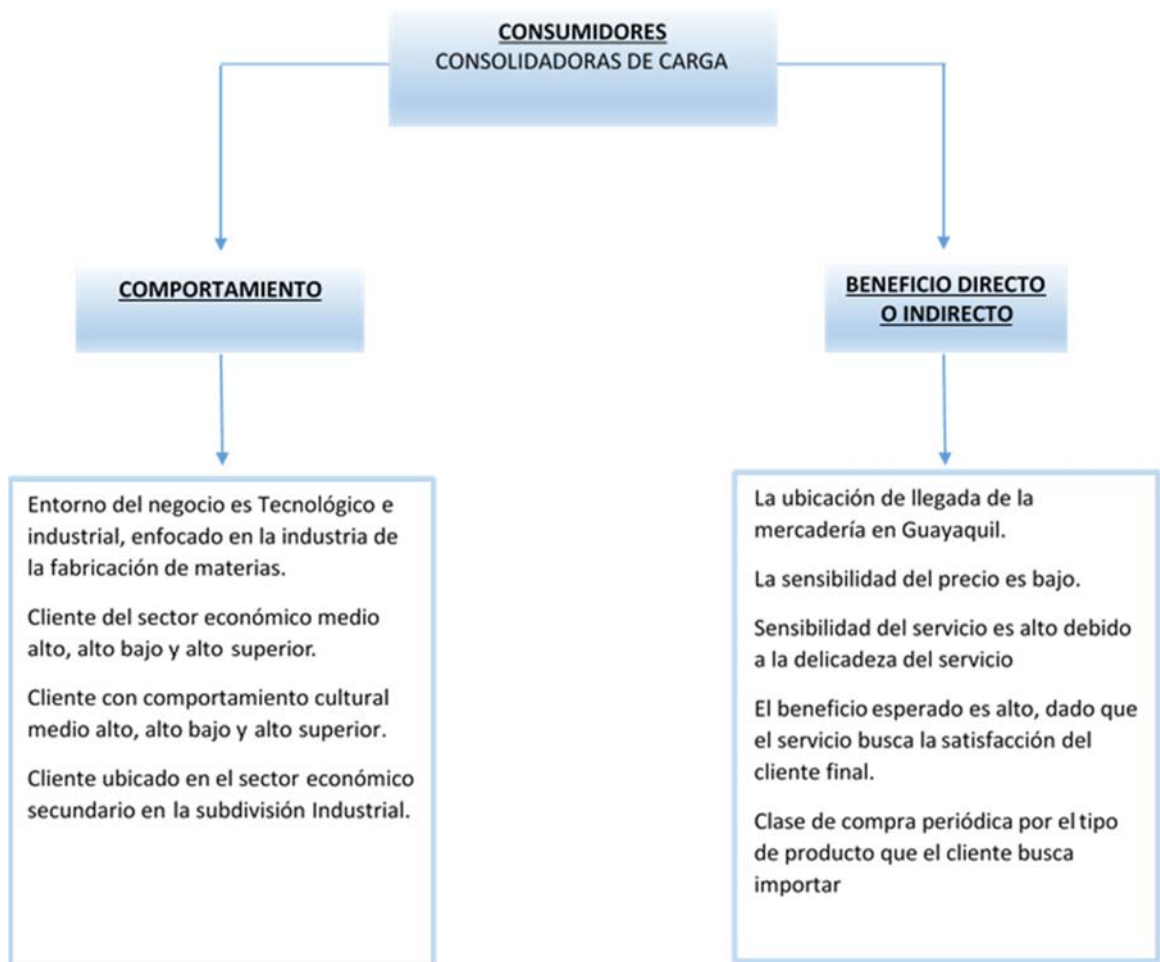 CONSUMIDORES
CONSOLIDADORAS DE CARGA
COMPORTAMIENTO
Entorno del negocio es Tecnológico e
industrial, enfocado en la industria de
la fabricación de materias.
Cliente del sector económico medio
alto, alto bajo y alto superior.
Cliente con comportamiento cultural
medio alto, alto bajo y alto superior.
Cliente ubicado en el sector económico
secundario en la subdivisión Industrial.
BENEFICIO DIRECTO
O INDIRECTO
La ubicación de llegada de la
mercadería en Guayaquil.
La sensibilidad del precio es bajo.
Sensibilidad del servicio es alto debido
a la delicadeza del servicio
El beneficio esperado es alto, dado que
el servicio busca la satisfacción del
cliente final.
Clase de compra periódica por el tipo
de producto que el cliente busca
importar